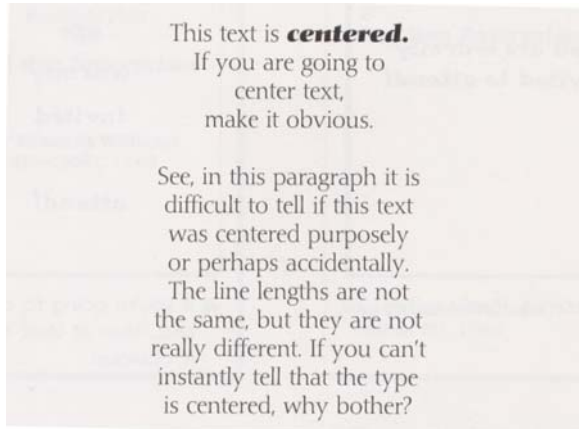 This text is centered.
If you are going to
center text,
make it obvious.
See, in this paragraph it is
difficult to tell if this text
was centered purposely
or perhaps accidentally.
The line lengths are not
the same, but they are not
really different. If you can't
instantly tell that the type
is centered, why bother?